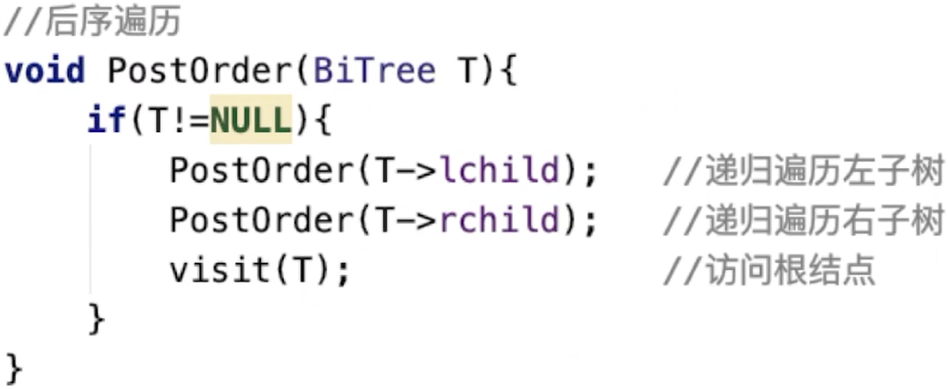 //后序遍历
void PostOrder(BiTree T){
    if(T!=NULL){
        PostOrder(T->lchild);   //递归遍历左子树
        PostOrder(T->rchild);   //递归遍历右子树
        visit(T);               //访问根结点
    }
}